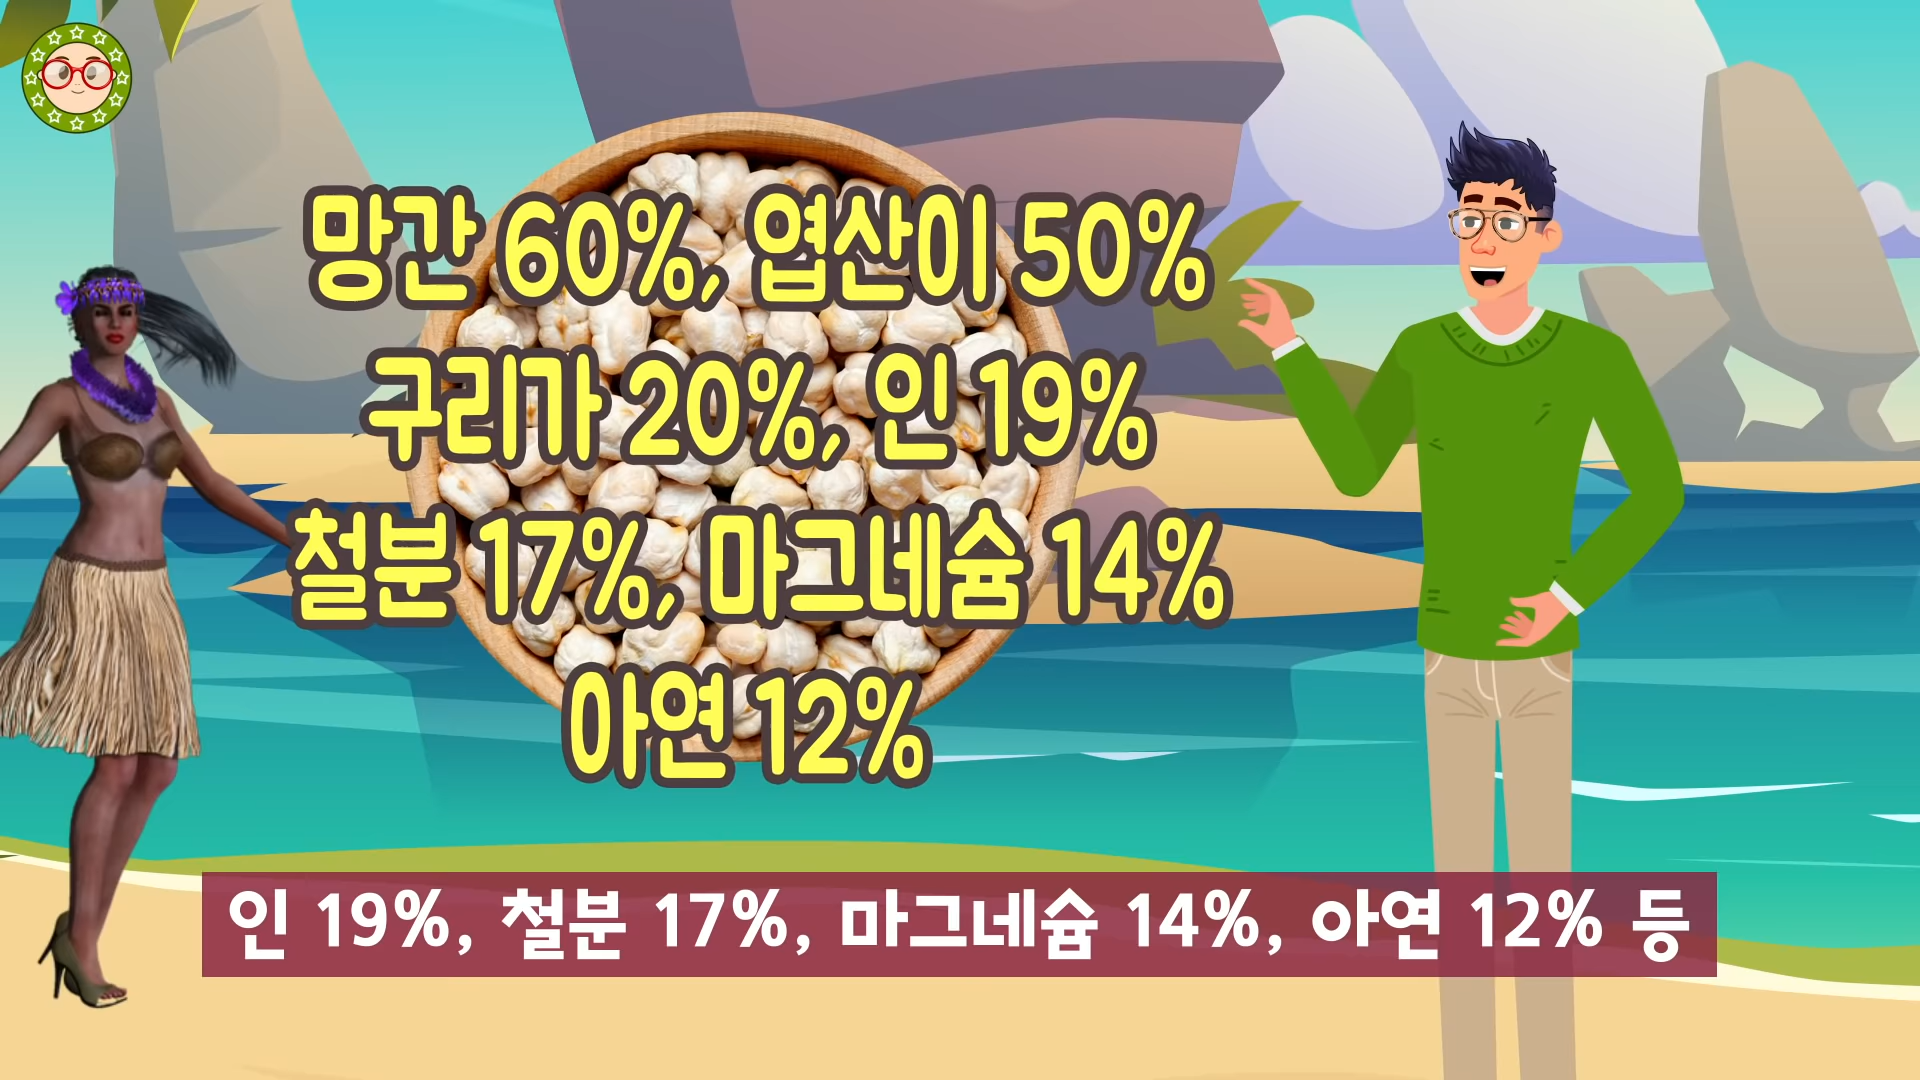 망간 60%, 엽산이 50%
구리가 20%, 인 19%
철분 17%, 마그네슘 14%
아연 12%
인 19%, 철분 17%, 마그네슘 14%, 아연 12% 등